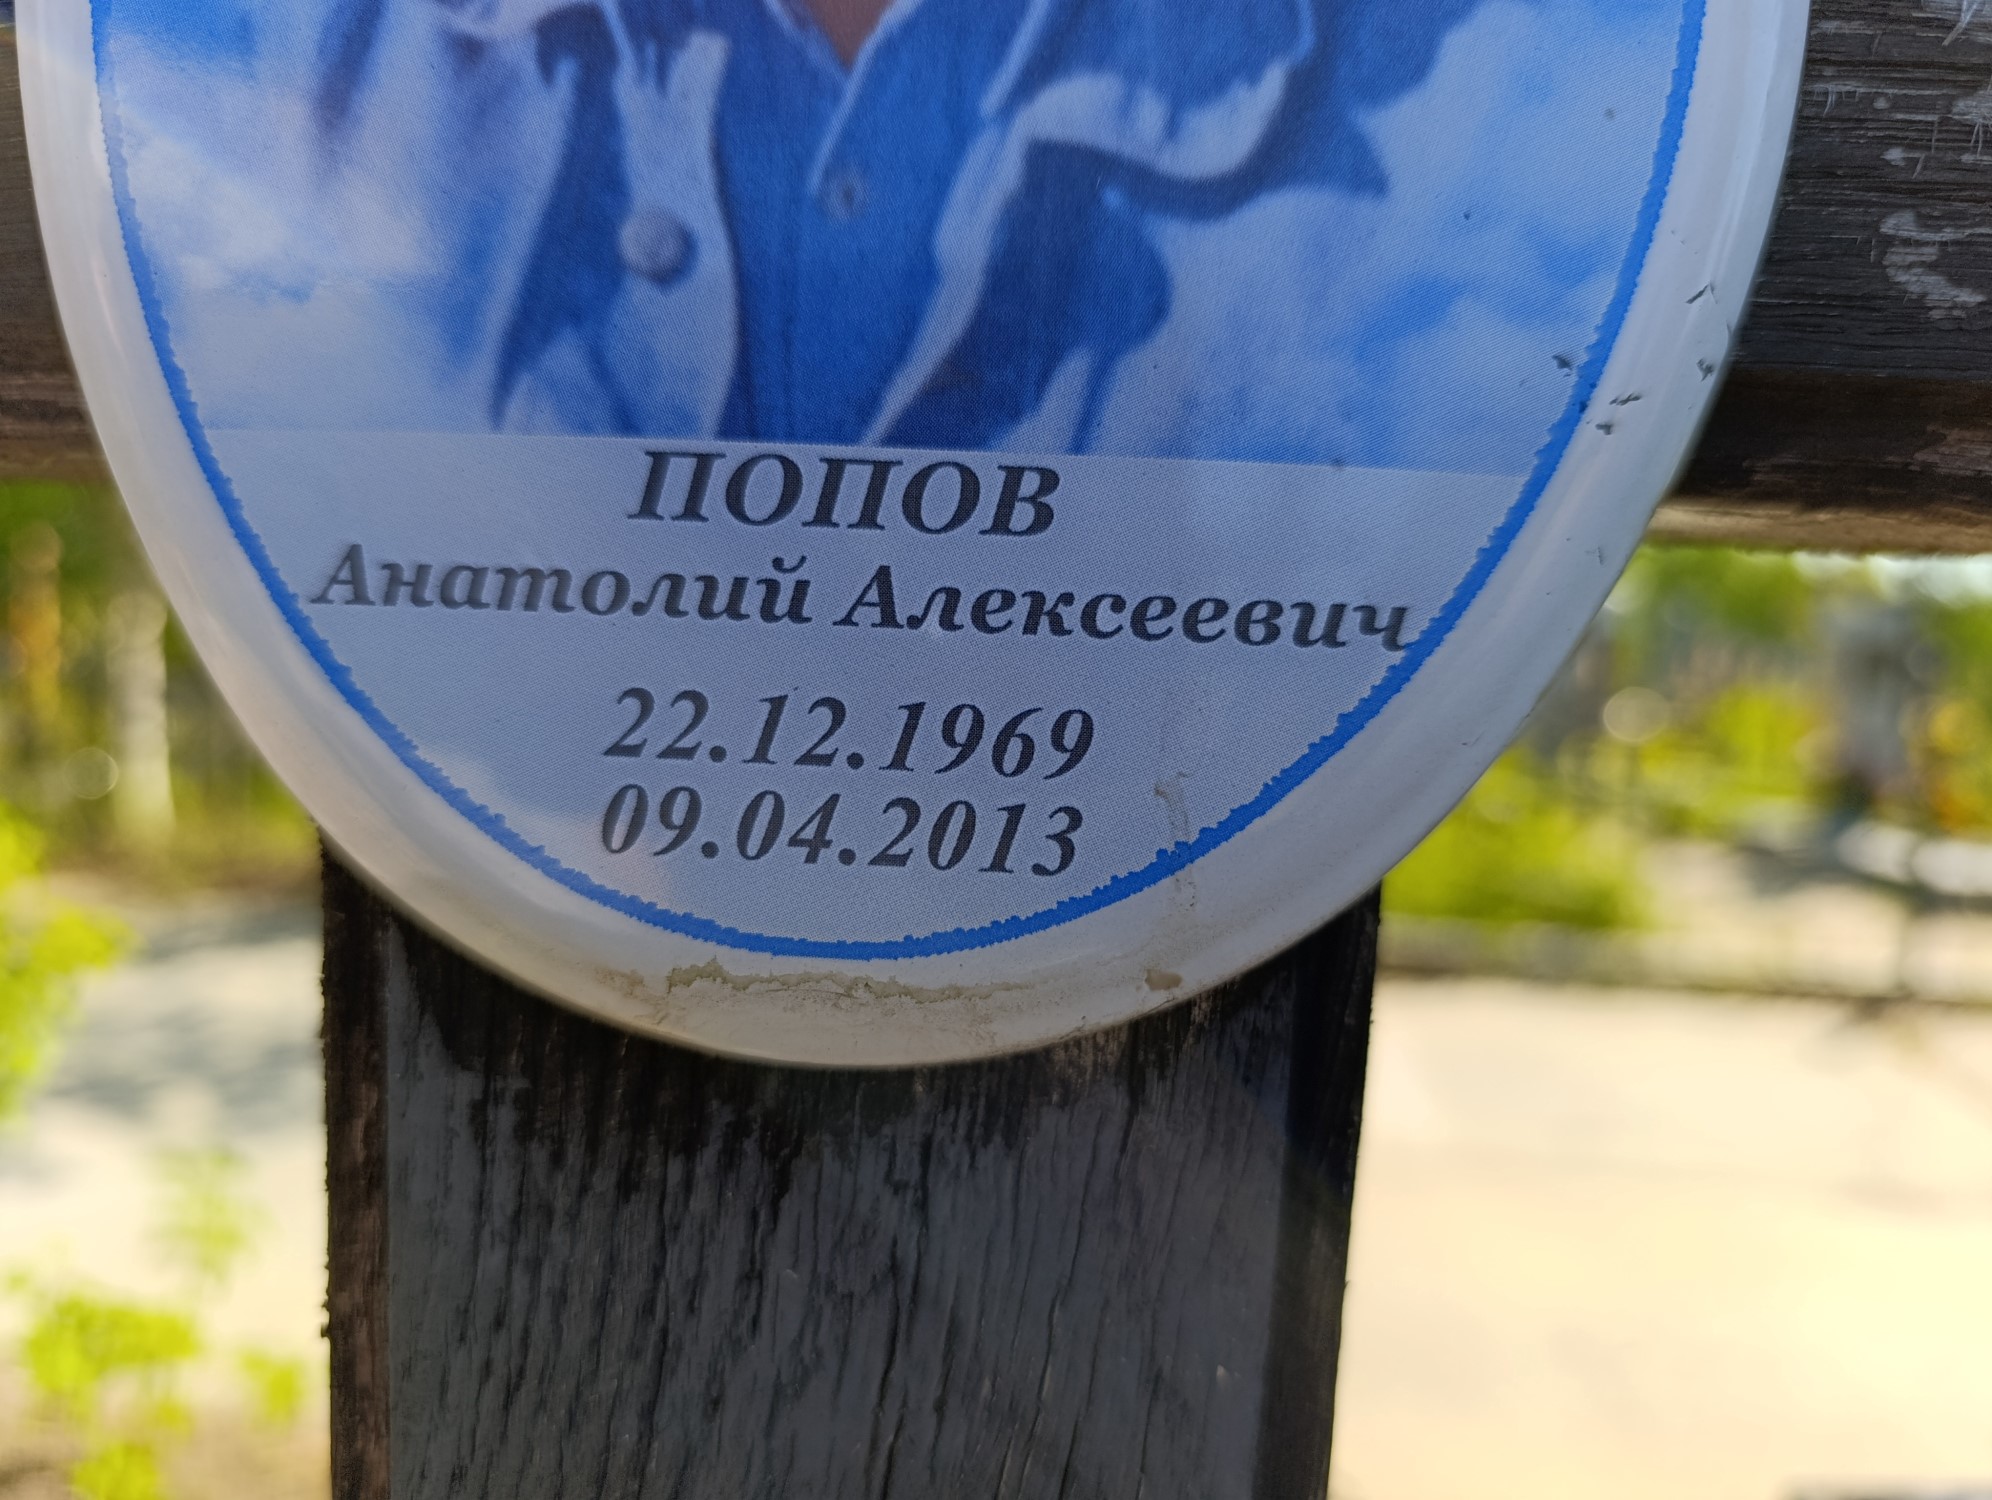 ПОПОВ
Анатолий Алексеевич
22.12.1969
09.04.2013